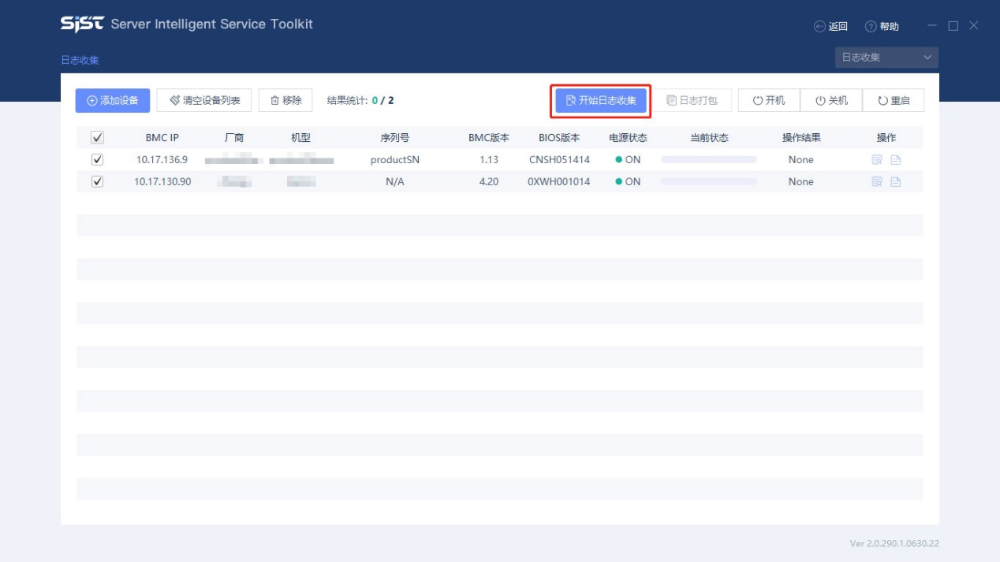 SIST Server Intelligent Service Toolkit
返回 帮助
日志收集
日志收集
添加设备 清空设备列表 移除 结果统计: 0 / 2 开始日志收集 日志打包 开机 关机 重启
BMC IP 厂商 机型 序列号 BMC版本 BIOS版本 电源状态 当前状态 操作结果 操作
10.17.136.9 productSN 1.13 CNSH051414 ON None
10.17.130.90 N/A 4.20 0XWH001014 ON None
Ver 2.0.290.1.0630.22